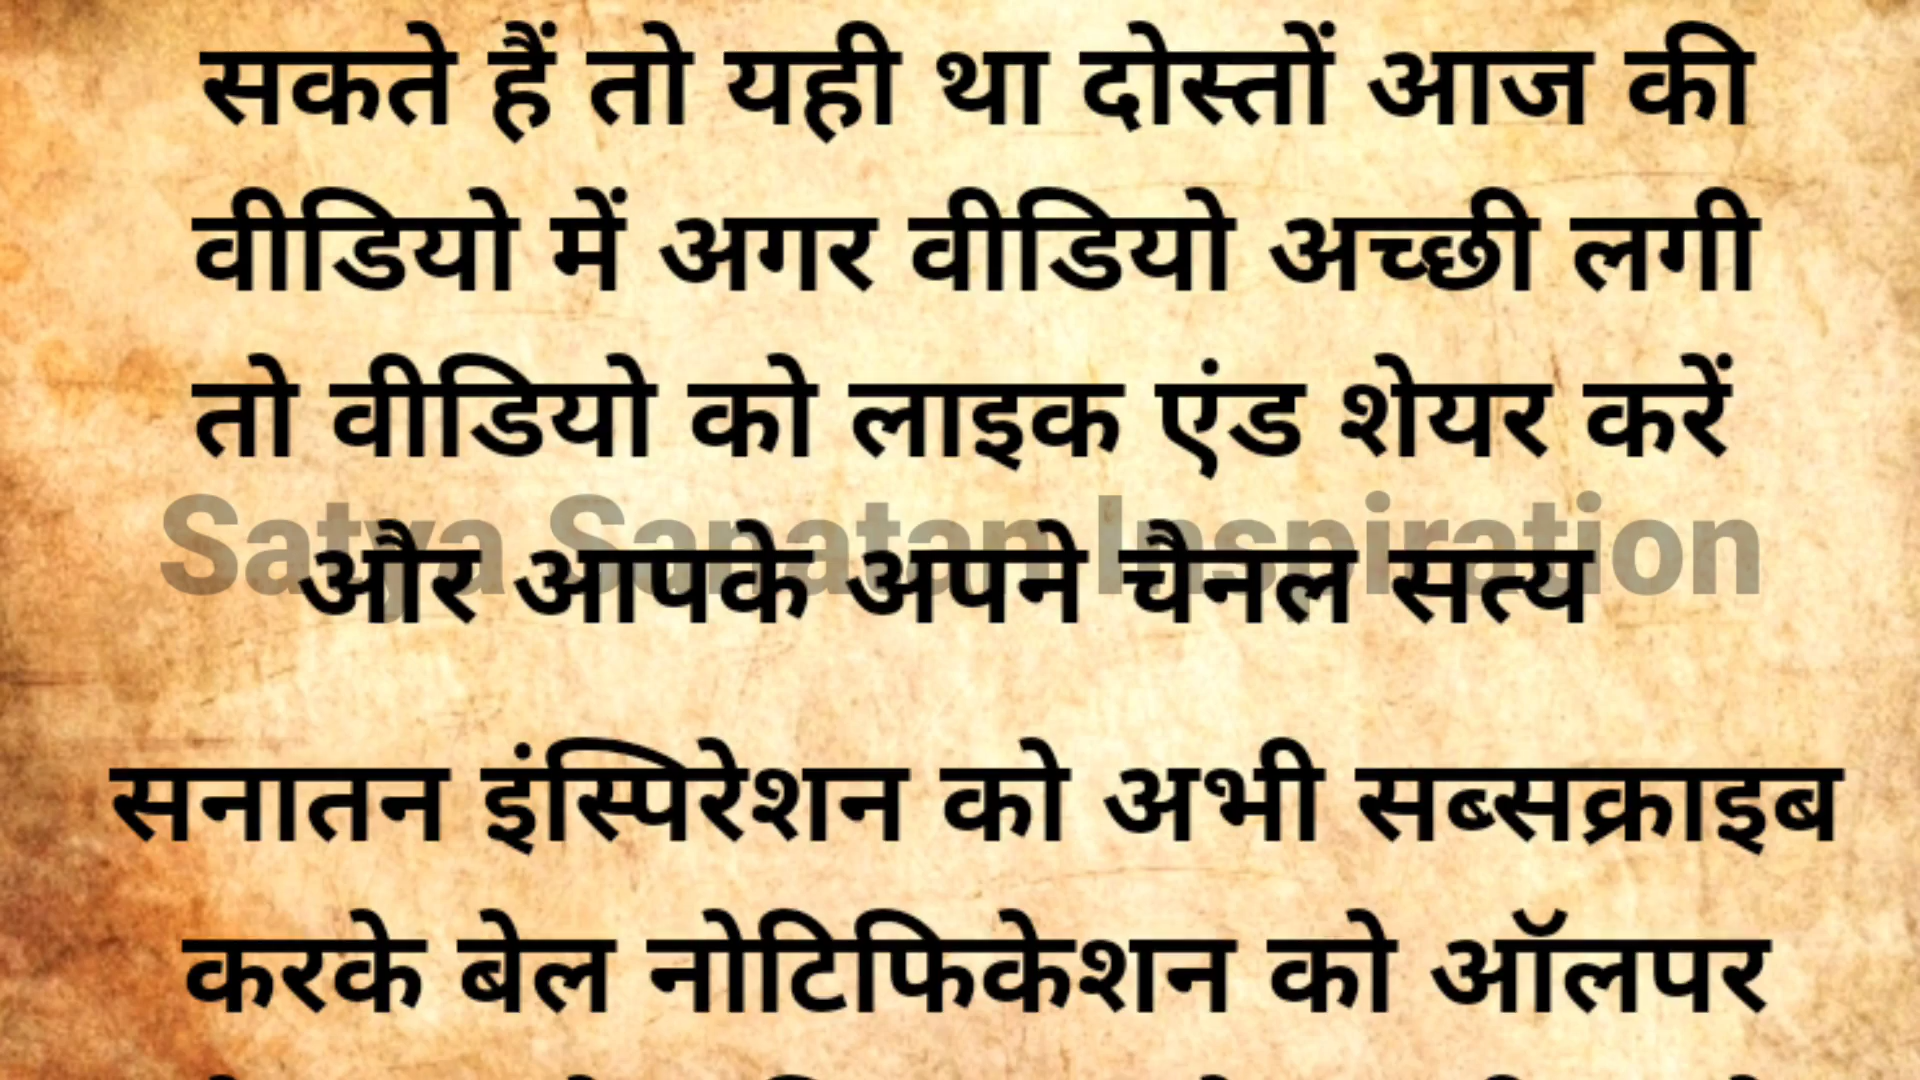 सकते हैं तो यही था दोस्तों आज की
वीडियो में अगर वीडियो अच्छी लगी
तो वीडियो को लाइक एंड शेयर करें
Satya Sanatan Inspiration
और आपके अपने चैनल सत्य
सनातन इंस्पिरेशन को अभी सब्सक्राइब
करके बेल नोटिफिकेशन को ऑलपर